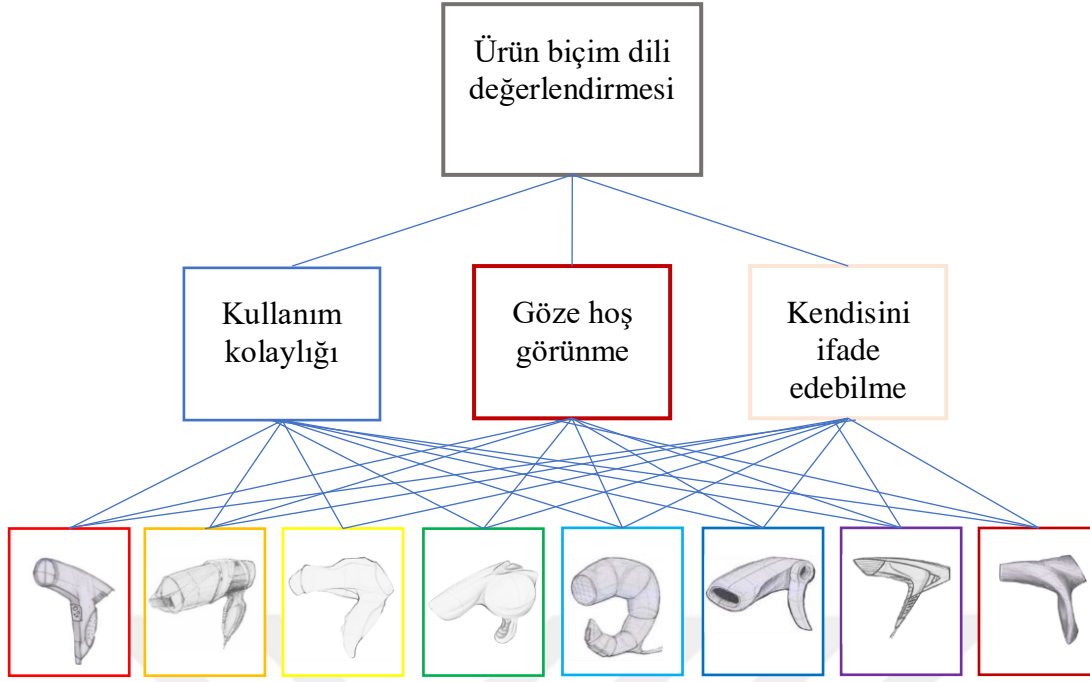 Ürün biçim dili
değerlendirmesi
Kullanım
kolaylığı
Göze hoş
görünme
Kendisini
ifade
edebilme